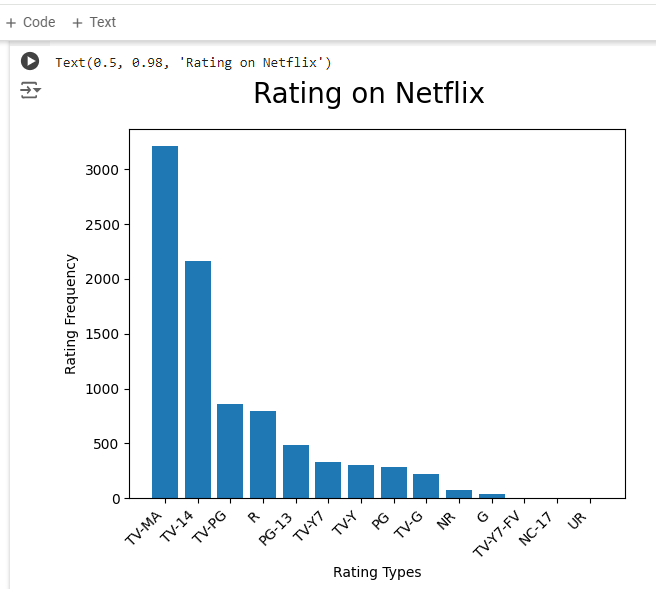 + Code + Text
Text(0.5, 0.98, 'Rating on Netflix')
Rating on Netflix
3000
2500
2000
1500
1000
500
0
Rating Frequency
TV-MA TV-14 TV-PG R PG-13 TV-Y7 TV-Y PG TV-G NR G TV-Y7-FV NC-17 UR
Rating Types